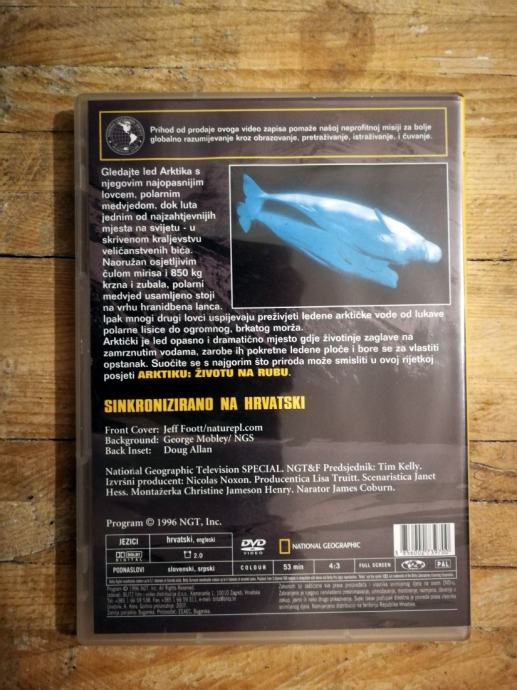 Prihod od prodaje ovoga video zapisa pomaže našoj neprofitnoj misiji za bolje
globalno razumijevanje kroz obrazovanje, pretraživanje, istraživanje, i čuvanje.
Gledajte led Arktika s
njegovim najopasnijim
lovcem, polarnim
medvjedom, dok luta
jednim od najzahtjevnijih
mjesta na svijetu - u
skrivenom kraljevstvu
veličanstvenih bića.
Naoružan osjetljivim
čulom mirisa i 850 kg
krzna i zubala, polarni
medvjed usamljeno stoji
na vrhu hranidbena lanca.
Ipak mnogi drugi lovci uspijevaju preživjeti ledene arktičke vode od lukave
polarne lisice do ogromnog, brkatog morža.
Arktički je led opasno i dramatično mjesto gdje životinje zaglave na
zamrznutim vodama, zarobe ih pokretne ledene ploče i bore se za vlastiti
opstanak. Suočite se s najgorim što priroda može smisliti u ovoj rijetkoj
posjeti ARKTIKU: ŽIVOTU NA RUBU.
SINKRONIZIRANO NA HRVATSKI
Front Cover: Jeff Foott/naturepl.com
Background: George Mobley/ NGS
Back Inset: Doug Allan
National Geographic Television SPECIAL. NGT&F Predsjednik: Tim Kelly.
Izvršni producent: Nicolas Noxon. Producentica Lisa Truitt. Scenaristica Janet
Hess. Montažerka Christine Jameson Henry. Narator James Coburn.
Program © 1996 NGT, Inc.
JEZICI hrvatski, engleski
DOLBY DIGITAL 2.0
DVD VIDEO
NATIONAL GEOGRAPHIC
PODNASLOVI slovenski, srpski COLOUR 53 min 4:3 FULL SCREEN PAL